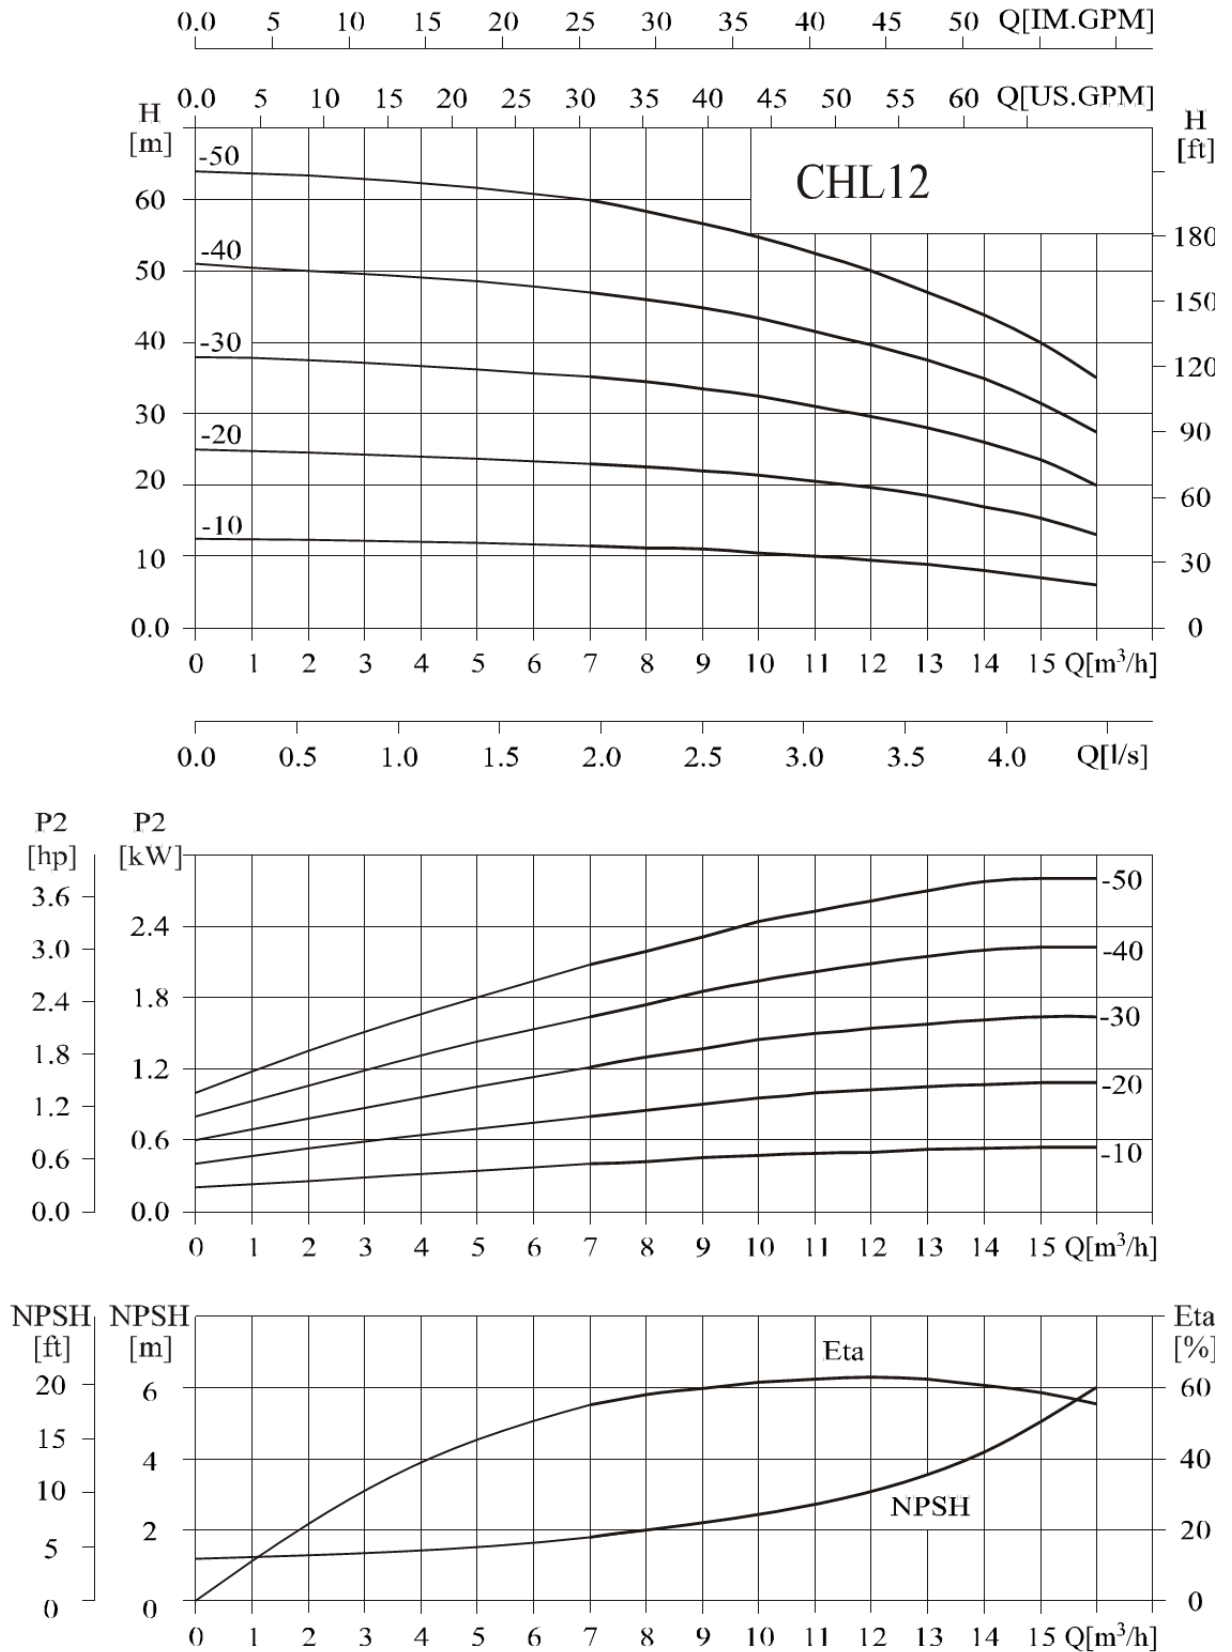 0.0 5 10 15 20 25 30 35 40 45 50 Q[IM.GPM]
0.0 5 10 15 20 25 30 35 40 45 50 55 60 Q[US.GPM]
H
[m]
H
[ft]
CHL12
-50
-40
-30
-20
-10
60
50
40
30
20
10
0.0
180
150
120
90
60
30
0
0 1 2 3 4 5 6 7 8 9 10 11 12 13 14 15 Q[m³/h]
0.0 0.5 1.0 1.5 2.0 2.5 3.0 3.5 4.0 Q[l/s]
P2
[hp]
P2
[kW]
3.6
3.0
2.4
1.8
1.2
0.6
0.0
2.4
1.8
1.2
0.6
0.0
-50
-40
-30
-20
-10
0 1 2 3 4 5 6 7 8 9 10 11 12 13 14 15 Q[m³/h]
NPSH
[ft]
NPSH
[m]
Eta
[%]
20
15
10
5
0
6
4
2
0
Eta
NPSH
60
40
20
0
0 1 2 3 4 5 6 7 8 9 10 11 12 13 14 15 Q[m³/h]